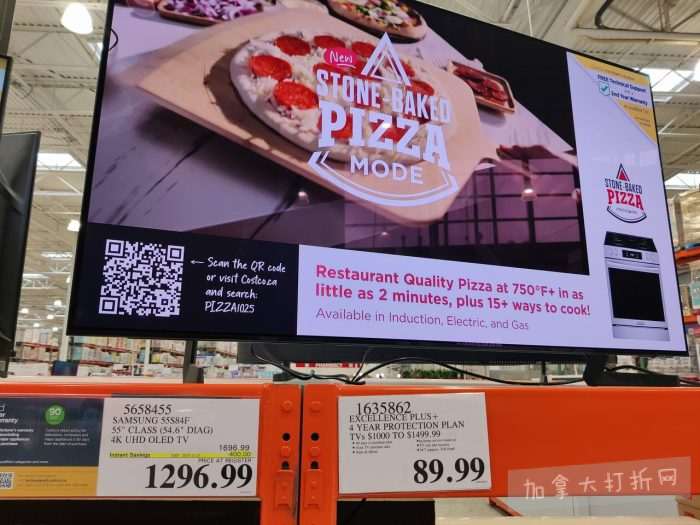 New
STONE-BAKED
PIZZA
MODE
FREE Technical Support
2nd Year Warranty
STONE-BAKED
PIZZA
← Scan the QR code
or visit Costco.ca
and search:
PIZZA1025
Restaurant Quality Pizza at 750°F+ in as
little as 2 minutes, plus 15+ ways to cook!
Available in Induction, Electric, and Gas
90
5658455
SAMSUNG 55S84F
55" CLASS (54.6" DIAG)
4K UHD OLED TV
1696.99
Instant Savings
400.00
PRICE AT REGISTER
1296.99
1635862
EXCELLENCE PLUS+
4 YEAR PROTECTION PLAN
TVs $1000 TO $1499.99
89.99
加拿大打折网